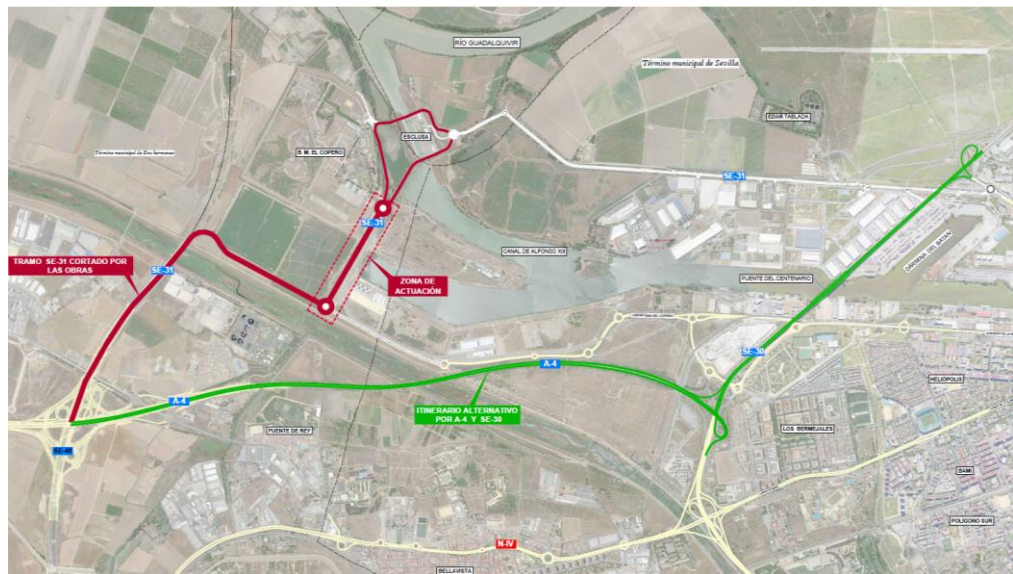 RÍO GUADALQUIVIR
Término municipal de Sevilla
EDAR TABLADA
ESCLUSA
Término municipal de Dos hermanas
B. M. EL COPERO
SE-31
SE-31
DÁRSENA DEL BATÁN
CANAL DE ALFONSO XIII
TRAMO SE-31 CORTADO POR
LAS OBRAS
SE-31
ZONA DE
ACTUACIÓN
PUENTE DEL CENTENARIO
SE-30
A-4
HELIÓPOLIS
A-4
ITINERARIO ALTERNATIVO
POR A-4 Y SE-30
PUENTE DE REY
LOS BERMEJALES
SE-40
BAMI
POLÍGONO SUR
N-IV
BELLAVISTA